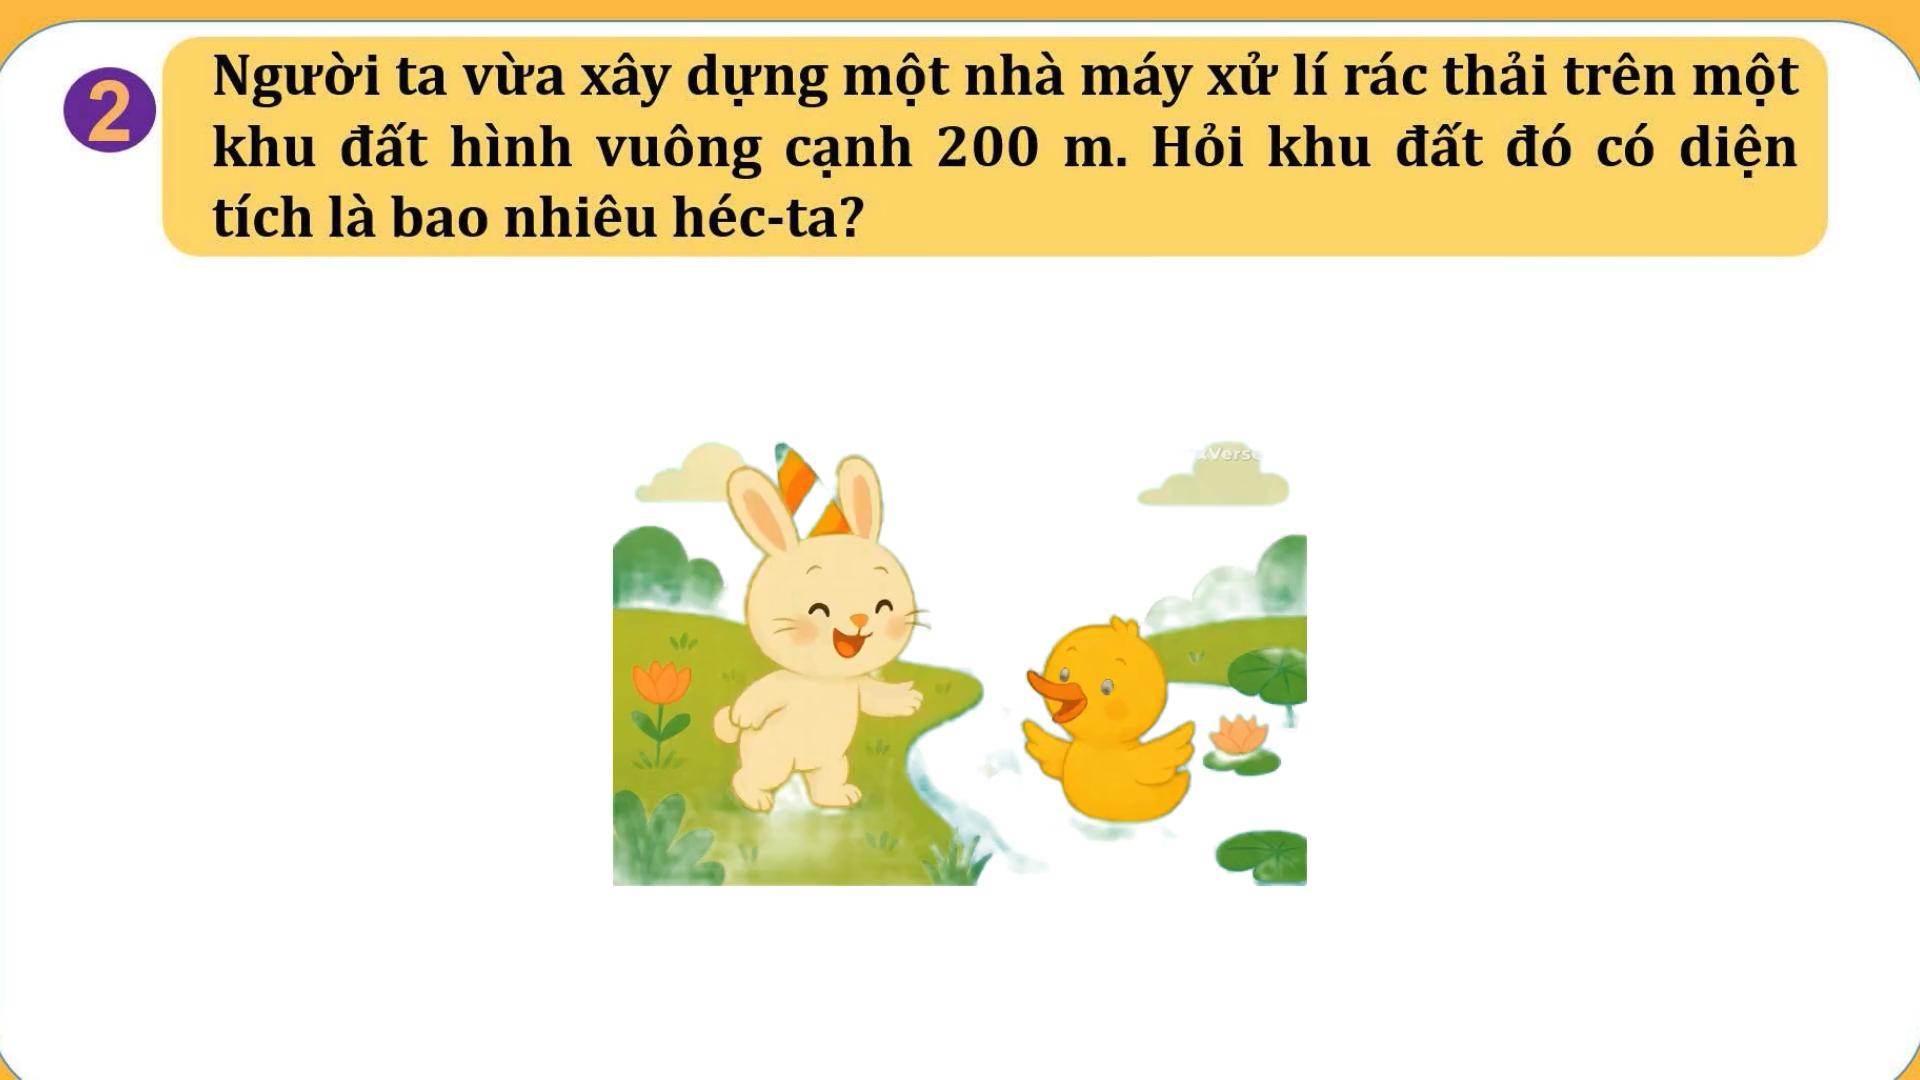 2
Người ta vừa xây dựng một nhà máy xử lí rác thải trên một
khu đất hình vuông cạnh 200 m. Hỏi khu đất đó có diện
tích là bao nhiêu héc-ta?